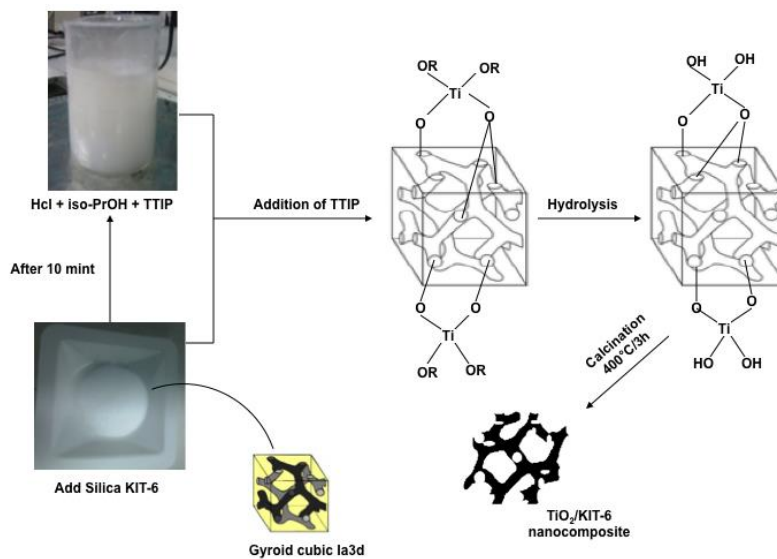 OR
OR
Ti
O
O
Hcl + iso-PrOH + TTIP
Addition of TTIP
After 10 mint
O
O
Ti
OR
OR
OH
OH
Ti
O
O
Hydrolysis
O
O
Ti
HO
OH
Calcination
400°C/3h
Add Silica KIT-6
Gyroid cubic Ia3d
TiO₂/KIT-6
nanocomposite